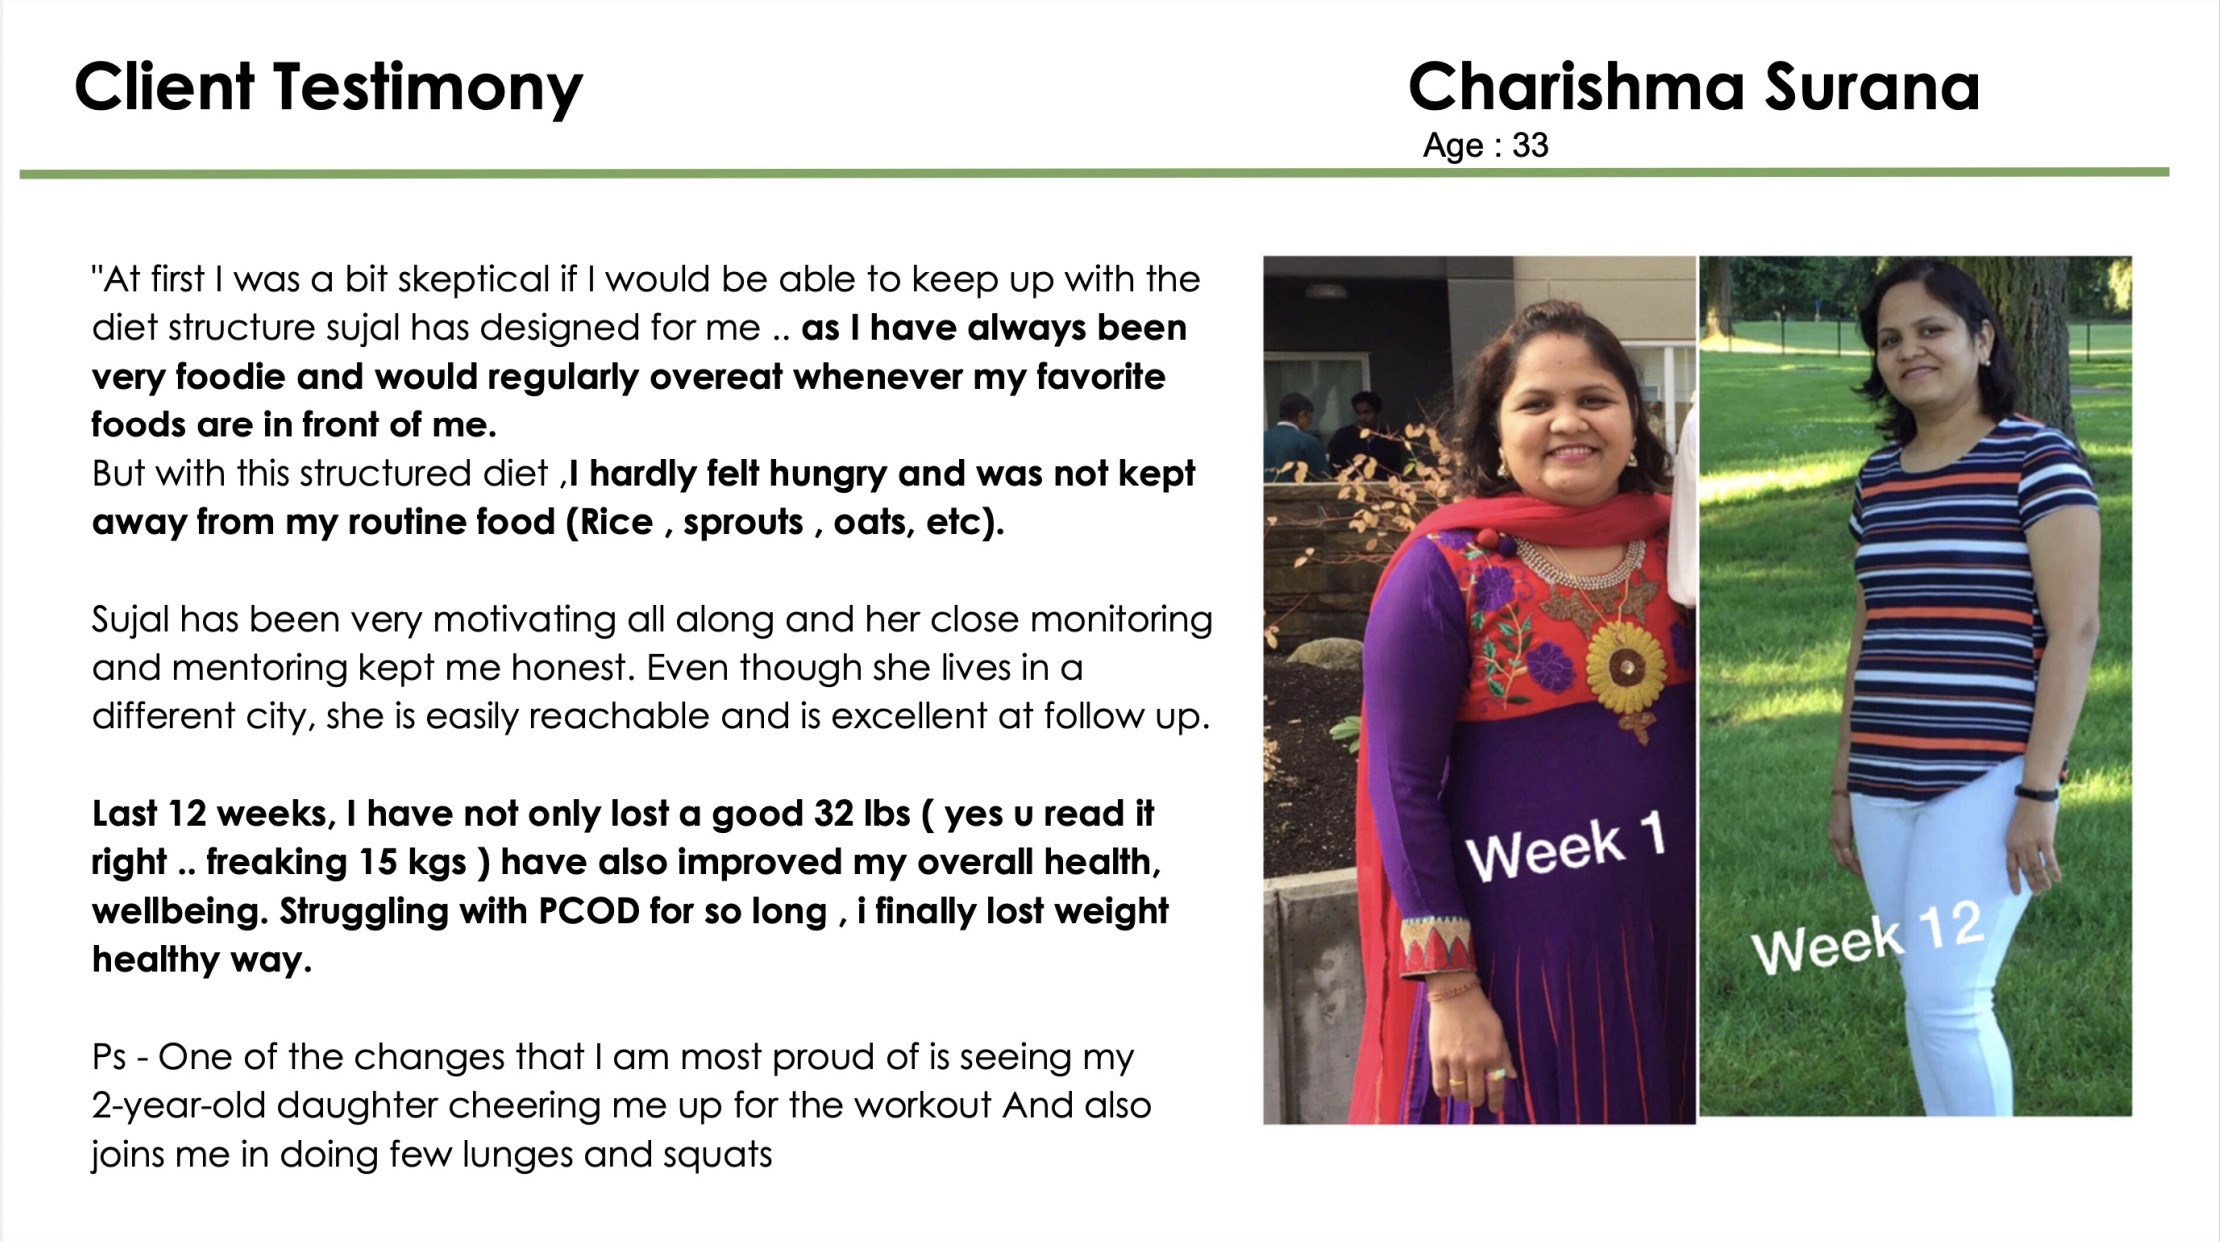 Client Testimony
Charishma Surana
Age : 33
"At first I was a bit skeptical if I would be able to keep up with the
diet structure sujal has designed for me .. as I have always been
very foodie and would regularly overeat whenever my favorite
foods are in front of me.
But with this structured diet ,I hardly felt hungry and was not kept
away from my routine food (Rice , sprouts , oats, etc).
Sujal has been very motivating all along and her close monitoring
and mentoring kept me honest. Even though she lives in a
different city, she is easily reachable and is excellent at follow up.
Last 12 weeks, I have not only lost a good 32 lbs ( yes u read it
right .. freaking 15 kgs ) have also improved my overall health,
wellbeing. Struggling with PCOD for so long , i finally lost weight
healthy way.
Ps - One of the changes that I am most proud of is seeing my
2-year-old daughter cheering me up for the workout And also
joins me in doing few lunges and squats
Week 1
Week 12